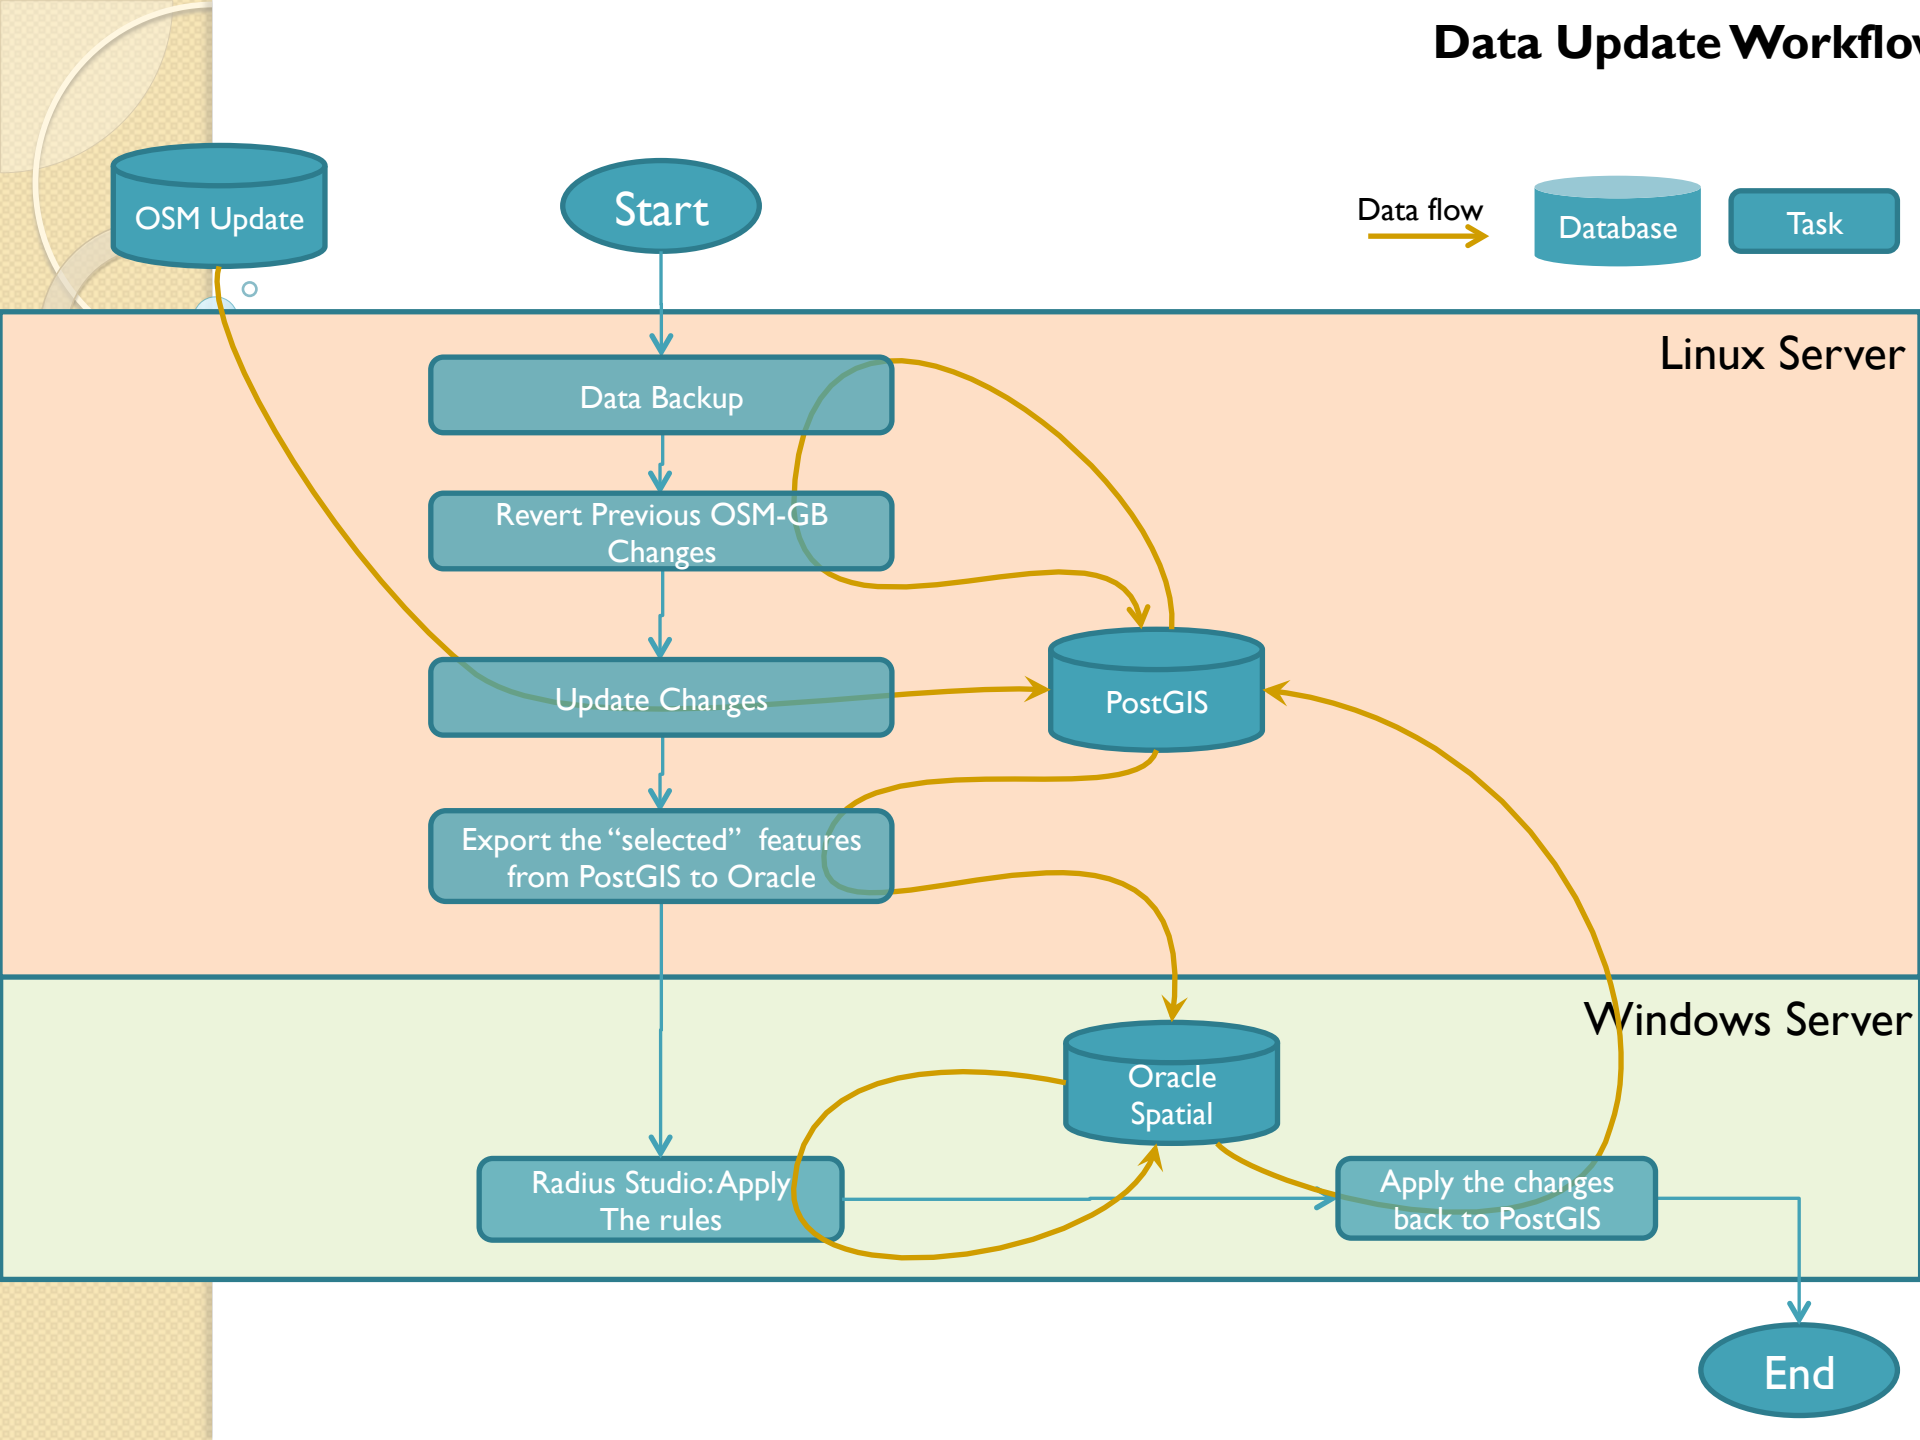 Data Update Workflow
OSM Update
Start
Data flow
Database
Task
Linux Server
Data Backup
Revert Previous OSM-GB
Changes
Update Changes
PostGIS
Export the “selected” features
from PostGIS to Oracle
Windows Server
Oracle
Spatial
Radius Studio: Apply
The rules
Apply the changes
back to PostGIS
End